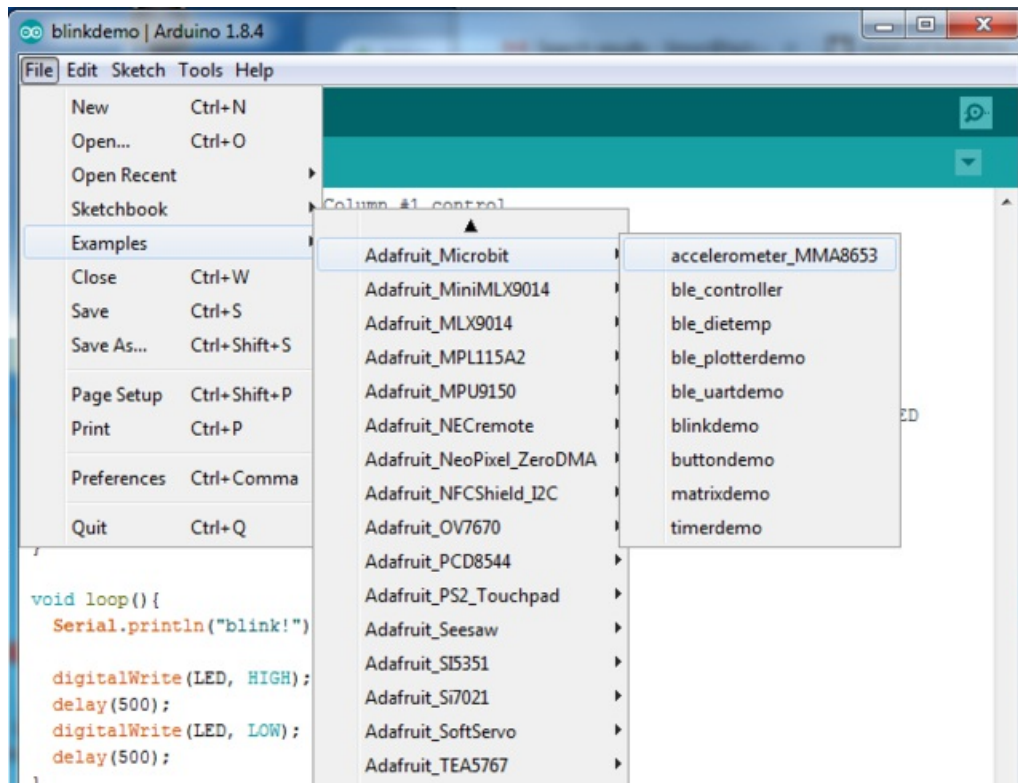 blinkdemo | Arduino 1.8.4
File Edit Sketch Tools Help
New Ctrl+N
Open... Ctrl+O
Open Recent
Sketchbook
Examples
Close Ctrl+W
Save Ctrl+S
Save As... Ctrl+Shift+S
Page Setup Ctrl+Shift+P
Print Ctrl+P
Preferences Ctrl+Comma
Quit Ctrl+Q
Column #1 control
Adafruit_Microbit
Adafruit_MiniMLX9014
Adafruit_MLX9014
Adafruit_MPL115A2
Adafruit_MPU9150
Adafruit_NECremote
Adafruit_NeoPixel_ZeroDMA
Adafruit_NFCShield_I2C
Adafruit_OV7670
Adafruit_PCD8544
Adafruit_PS2_Touchpad
Adafruit_Seesaw
Adafruit_SI5351
Adafruit_Si7021
Adafruit_SoftServo
Adafruit_TEA5767
accelerometer_MMA8653
ble_controller
ble_dietemp
ble_plotterdemo
ble_uartdemo
blinkdemo
buttondemo
matrixdemo
timerdemo
ED
}
void loop(){
Serial.println("blink!")
digitalWrite(LED, HIGH);
delay(500);
digitalWrite(LED, LOW);
delay(500);
}